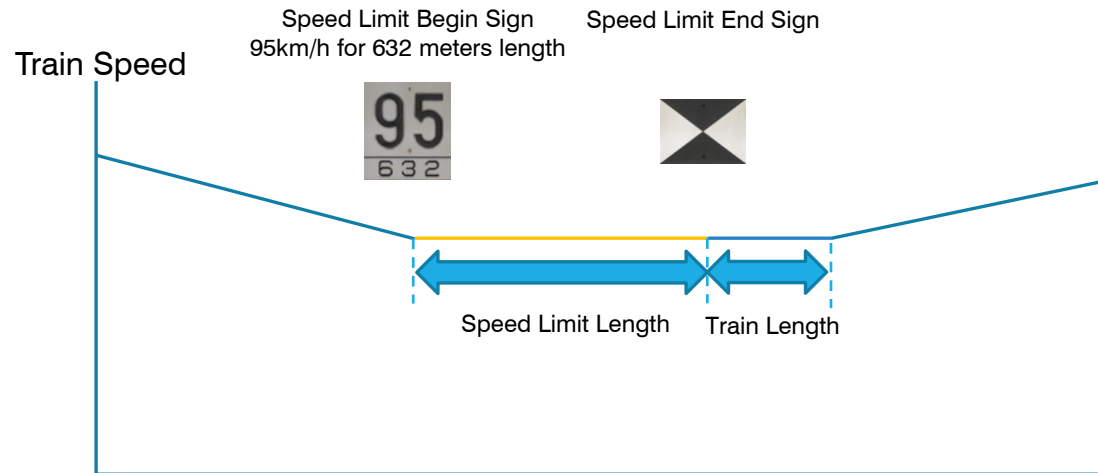 Speed Limit Begin Sign
95km/h for 632 meters length
Speed Limit End Sign
Train Speed
95
632
Speed Limit Length
Train Length